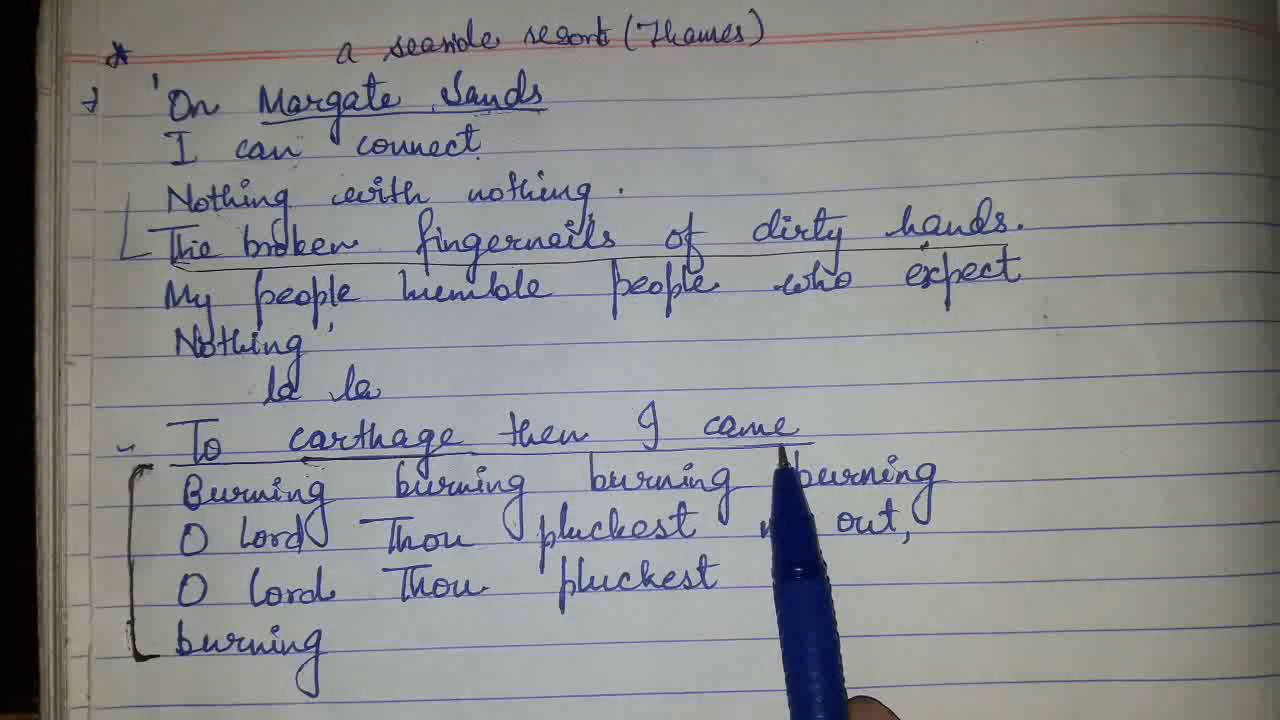 * a seaside resort (Thames)
'On Margate Sands
I can connect
Nothing with nothing.
The broken fingernails of dirty hands.
My people humble people who expect
Nothing'
la la
To carthage then I came
Burning burning burning burning
O lord Thou pluckest out,
O lord Thou pluckest
burning